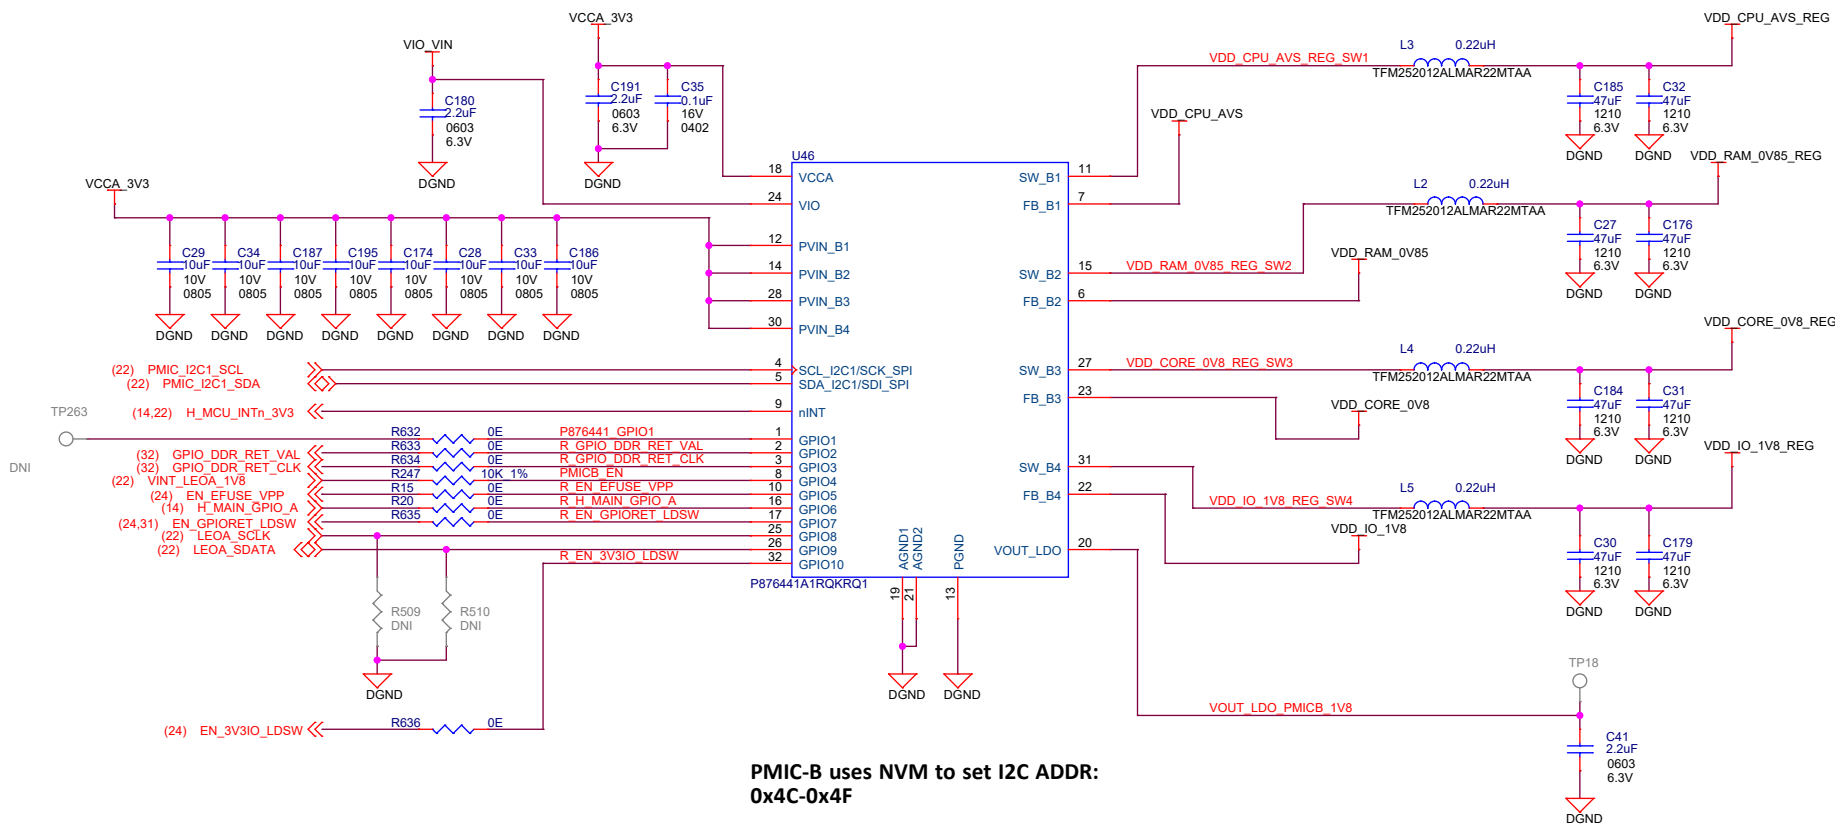 VCCA_3V3
VIO_VIN
C180
2.2uF
0603
6.3V
DGND
C191
2.2uF
0603
6.3V
C35
0.1uF
16V
0402
DGND
VCCA_3V3
C29
10uF
10V
0805
DGND
C34
10uF
10V
0805
DGND
C187
10uF
10V
0805
DGND
C195
10uF
10V
0805
DGND
C174
10uF
10V
0805
DGND
C28
10uF
10V
0805
DGND
C33
10uF
10V
0805
DGND
C186
10uF
10V
0805
DGND
(22) PMIC_I2C1_SCL
(22) PMIC_I2C1_SDA
(14,22) H_MCU_INTn_3V3
TP263
DNI
R632 0E P876441_GPIO1
(32) GPIO_DDR_RET_VAL R633 0E R_GPIO_DDR_RET_VAL
(32) GPIO_DDR_RET_CLK R634 0E R_GPIO_DDR_RET_CLK
(22) VINT_LEOA_1V8 R247 10K_1% PMICB_EN
(24) EN_EFUSE_VPP R15 0E R_EN_EFUSE_VPP
(14) H_MAIN_GPIO_A R20 0E R_H_MAIN_GPIO_A
(24,31) EN_GPIORET_LDSW R635 0E R_EN_GPIORET_LDSW
(22) LEOA_SCLK
(22) LEOA_SDATA
R_EN_3V3IO_LDSW
R509
DNI
R510
DNI
DGND
(24) EN_3V3IO_LDSW R636 0E
U46
18 VCCA
24 VIO
12 PVIN_B1
14 PVIN_B2
28 PVIN_B3
30 PVIN_B4
4 SCL_I2C1/SCK_SPI
5 SDA_I2C1/SDI_SPI
9 nINT
1 GPIO1
2 GPIO2
3 GPIO3
8 GPIO4
10 GPIO5
16 GPIO6
17 GPIO7
25 GPIO8
26 GPIO9
32 GPIO10
P876441A1RQKRQ1
SW_B1 11
FB_B1 7
SW_B2 15
FB_B2 6
SW_B3 27
FB_B3 23
SW_B4 31
FB_B4 22
VOUT_LDO 20
AGND1 19
AGND2 21
PGND 13
DGND
DGND
VDD_CPU_AVS_REG_SW1
L3 0.22uH
TFM252012ALMAR22MTAA
VDD_CPU_AVS_REG
C185
47uF
1210
6.3V
DGND
C32
47uF
1210
6.3V
DGND
VDD_CPU_AVS
VDD_RAM_0V85_REG_SW2
L2 0.22uH
TFM252012ALMAR22MTAA
VDD_RAM_0V85_REG
C27
47uF
1210
6.3V
DGND
C176
47uF
1210
6.3V
DGND
VDD_RAM_0V85
VDD_CORE_0V8_REG_SW3
L4 0.22uH
TFM252012ALMAR22MTAA
VDD_CORE_0V8_REG
C184
47uF
1210
6.3V
DGND
C31
47uF
1210
6.3V
DGND
VDD_CORE_0V8
VDD_IO_1V8_REG_SW4
L5 0.22uH
TFM252012ALMAR22MTAA
VDD_IO_1V8_REG
VDD_IO_1V8
C30
47uF
1210
6.3V
DGND
C179
47uF
1210
6.3V
DGND
TP18
VOUT_LDO_PMICB_1V8
C41
2.2uF
0603
6.3V
DGND
PMIC-B uses NVM to set I2C ADDR:
0x4C-0x4F